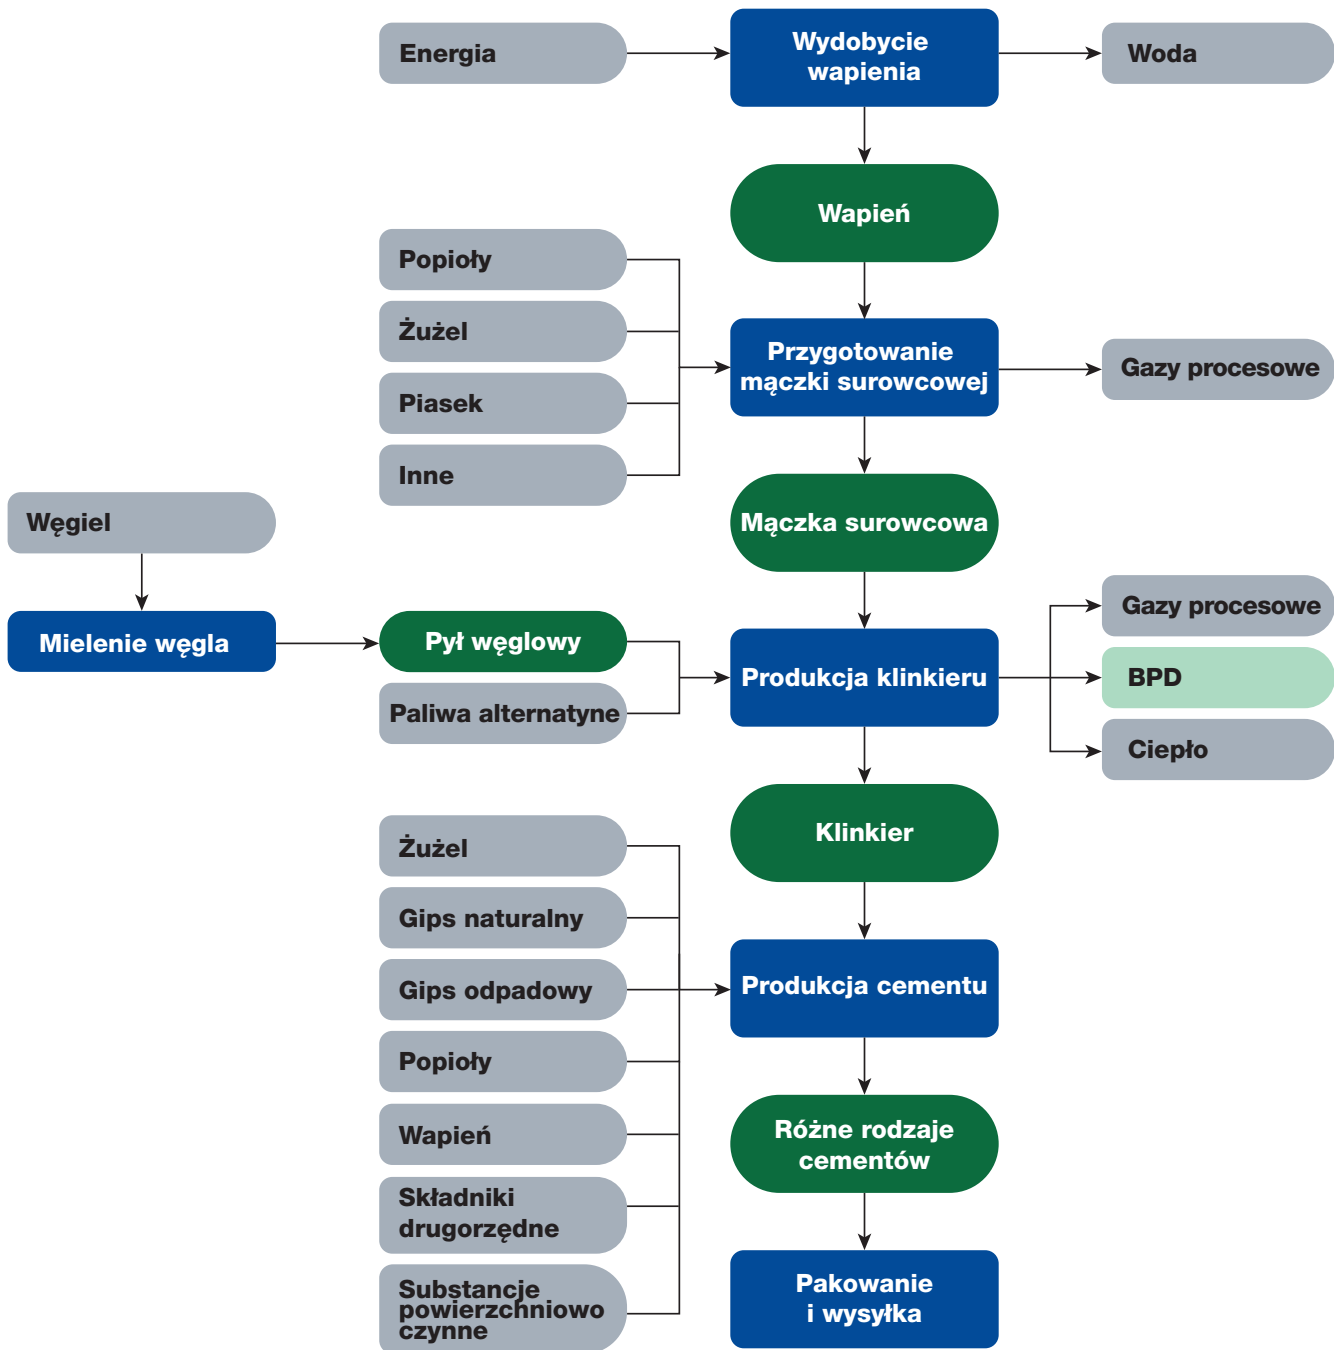 Energia
Wydobycie
wapienia
Woda
Wapień
Popioły
Żużel
Piasek
Inne
Przygotowanie
mączki surowcowej
Gazy procesowe
Mączka surowcowa
Węgiel
Mielenie węgla
Pył węglowy
Paliwa alternatyne
Produkcja klinkieru
Gazy procesowe
BPD
Ciepło
Klinkier
Żużel
Gips naturalny
Gips odpadowy
Popioły
Wapień
Składniki
drugorzędne
Substancje
powierzchniowo
czynne
Produkcja cementu
Różne rodzaje
cementów
Pakowanie
i wysyłka